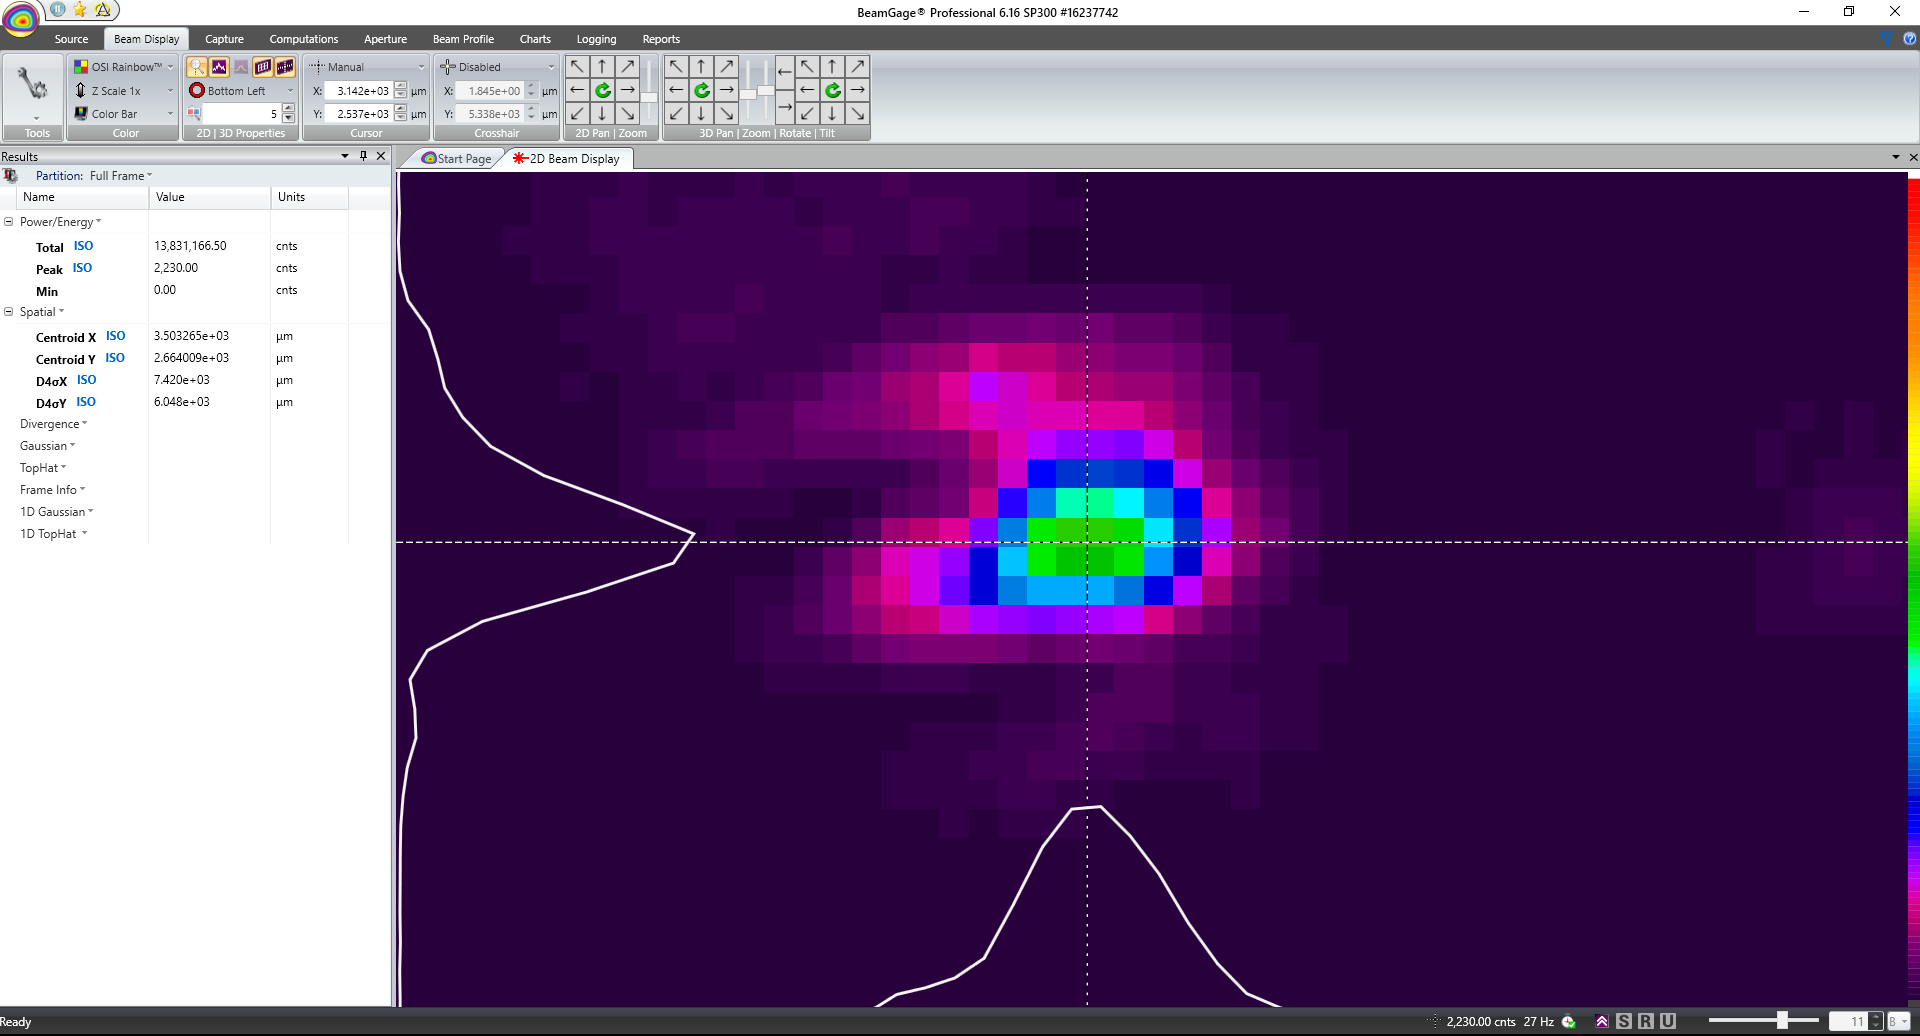 BeamGage® Professional 6.16 SP300 #16237742
Source Beam Display Capture Computations Aperture Beam Profile Charts Logging Reports
OSI Rainbow™ Manual Disabled
Z Scale 1x Bottom Left X: 3.142e+03 µm X: 1.845e+00 µm
Color Bar 5 Y: 2.537e+03 µm Y: 5.338e+03 µm
Tools Color 2D | 3D Properties Cursor Crosshair 2D Pan | Zoom 3D Pan | Zoom | Rotate | Tilt
Results Start Page 2D Beam Display
Partition: Full Frame
Name Value Units
Power/Energy
Total ISO 13,831,166.50 cnts
Peak ISO 2,230.00 cnts
Min 0.00 cnts
Spatial
Centroid X ISO 3.503265e+03 µm
Centroid Y ISO 2.664009e+03 µm
D4σX ISO 7.420e+03 µm
D4σY ISO 6.048e+03 µm
Divergence
Gaussian
TopHat
Frame Info
1D Gaussian
1D TopHat
Ready 2,230.00 cnts 27 Hz S R U 11 B